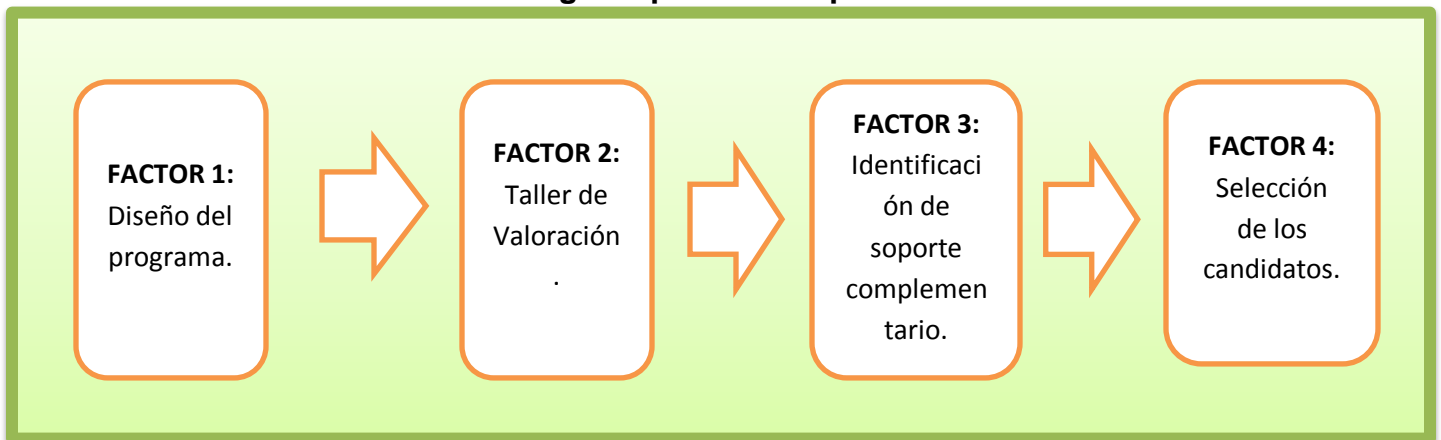 FACTOR 1:
Diseño del
programa.
FACTOR 2:
Taller de
Valoración
.
FACTOR 3:
Identificaci
ón de
soporte
complemen
tario.
FACTOR 4:
Selección
de los
candidatos.